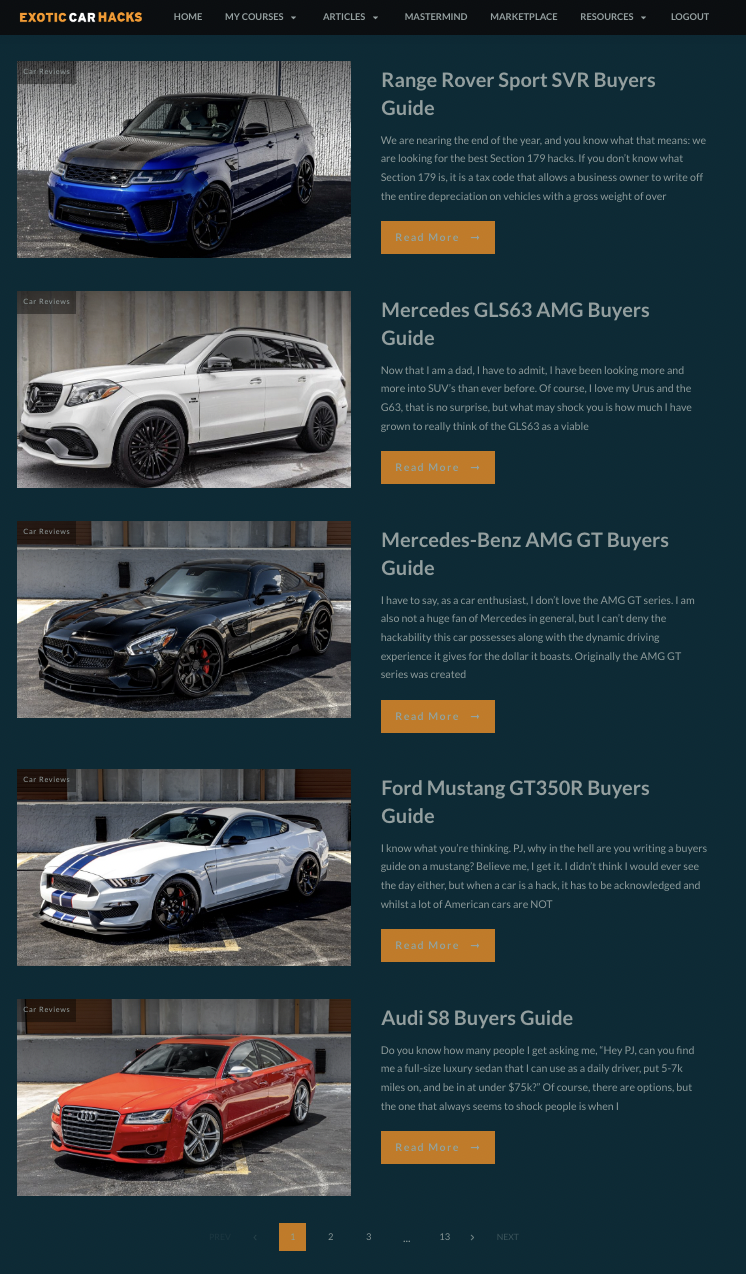 EXOTIC CAR HACKS
HOME
MY COURSES
ARTICLES
MASTERMIND
MARKETPLACE
RESOURCES
LOGOUT
Car Reviews
Range Rover Sport SVR Buyers
Guide
We are nearing the end of the year, and you know what that means: we
are looking for the best Section 179 hacks. If you don't know what
Section 179 is, it is a tax code that allows a business owner to write off
the entire depreciation on vehicles with a gross weight of over
Read More →
Car Reviews
Mercedes GLS63 AMG Buyers
Guide
Now that I am a dad, I have to admit, I have been looking more and
more into SUV's than ever before. Of course, I love my Urus and the
G63, that is no surprise, but what may shock you is how much I have
grown to really think of the GLS63 as a viable
Read More →
Car Reviews
Mercedes-Benz AMG GT Buyers
Guide
I have to say, as a car enthusiast, I don't love the AMG GT series. I am
also not a huge fan of Mercedes in general, but I can't deny the
hackability this car possesses along with the dynamic driving
experience it gives for the dollar it boasts. Originally the AMG GT
series was created
Read More →
Car Reviews
Ford Mustang GT350R Buyers
Guide
I know what you're thinking. PJ, why in the hell are you writing a buyers
guide on a mustang? Believe me, I get it. I didn't think I would ever see
the day either, but when a car is a hack, it has to be acknowledged and
whilst a lot of American cars are NOT
Read More →
Car Reviews
Audi S8 Buyers Guide
Do you know how many people I get asking me, "Hey PJ, can you find
me a full-size luxury sedan that I can use as a daily driver, put 5-7k
miles on, and be in at under $75k?" Of course, there are options, but
the one that always seems to shock people is when I
Read More →
PREV ‹ 1 2 3 ... 13 › NEXT